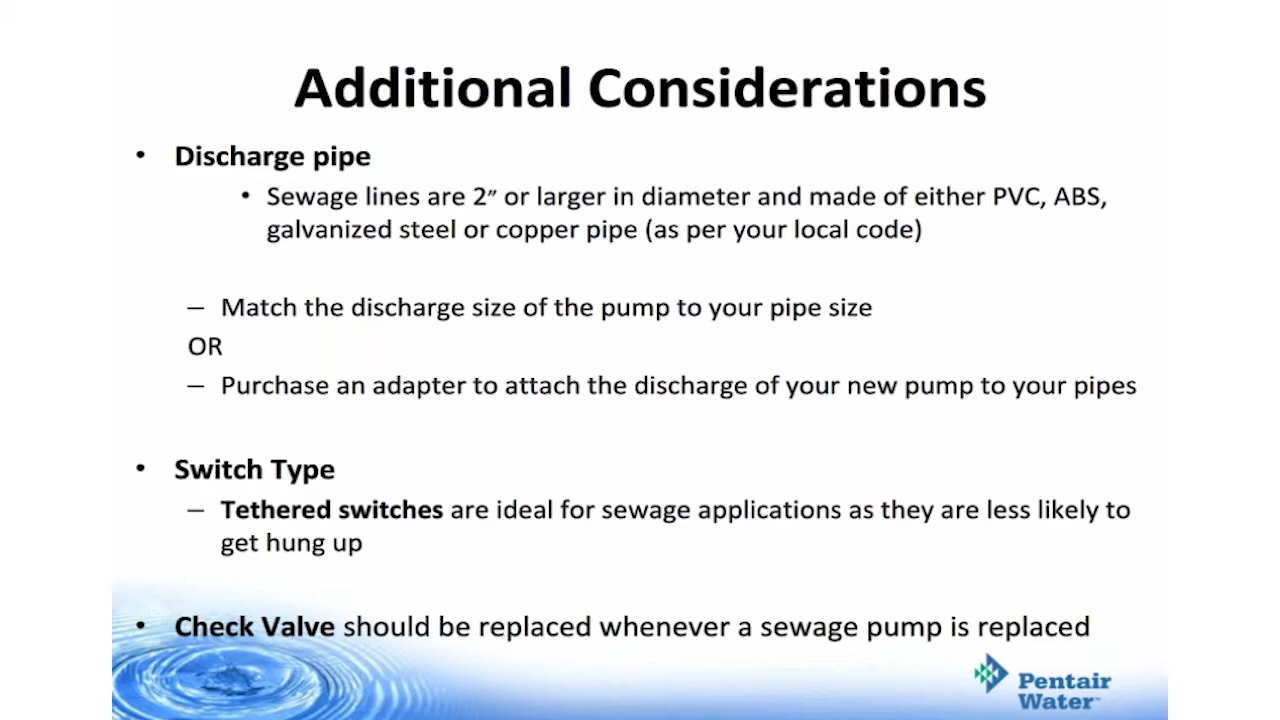 Additional Considerations
• Discharge pipe
• Sewage lines are 2″ or larger in diameter and made of either PVC, ABS,
galvanized steel or copper pipe (as per your local code)
– Match the discharge size of the pump to your pipe size
OR
– Purchase an adapter to attach the discharge of your new pump to your pipes
• Switch Type
– Tethered switches are ideal for sewage applications as they are less likely to
get hung up
• Check Valve should be replaced whenever a sewage pump is replaced
Pentair
Water™